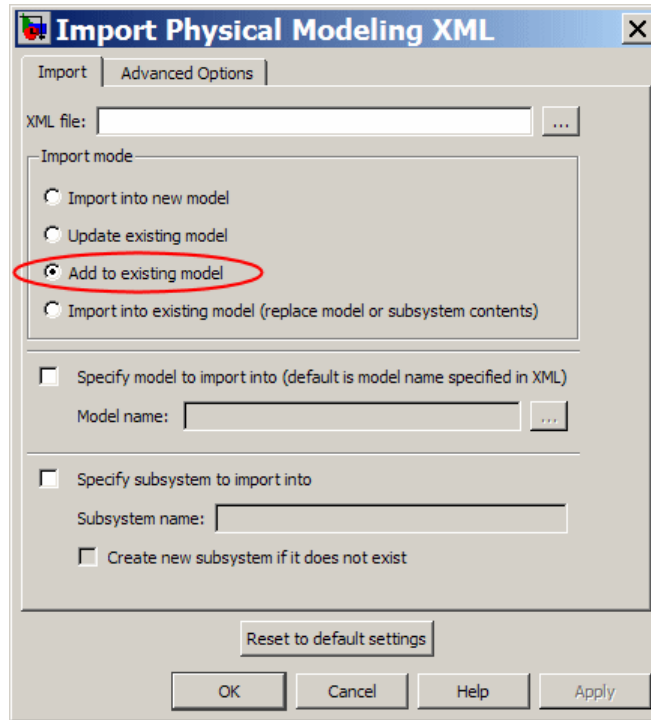 Import Physical Modeling XML
Import Advanced Options
XML file: ...
Import mode
Import into new model
Update existing model
Add to existing model
Import into existing model (replace model or subsystem contents)
Specify model to import into (default is model name specified in XML)
Model name: ...
Specify subsystem to import into
Subsystem name:
Create new subsystem if it does not exist
Reset to default settings
OK Cancel Help Apply